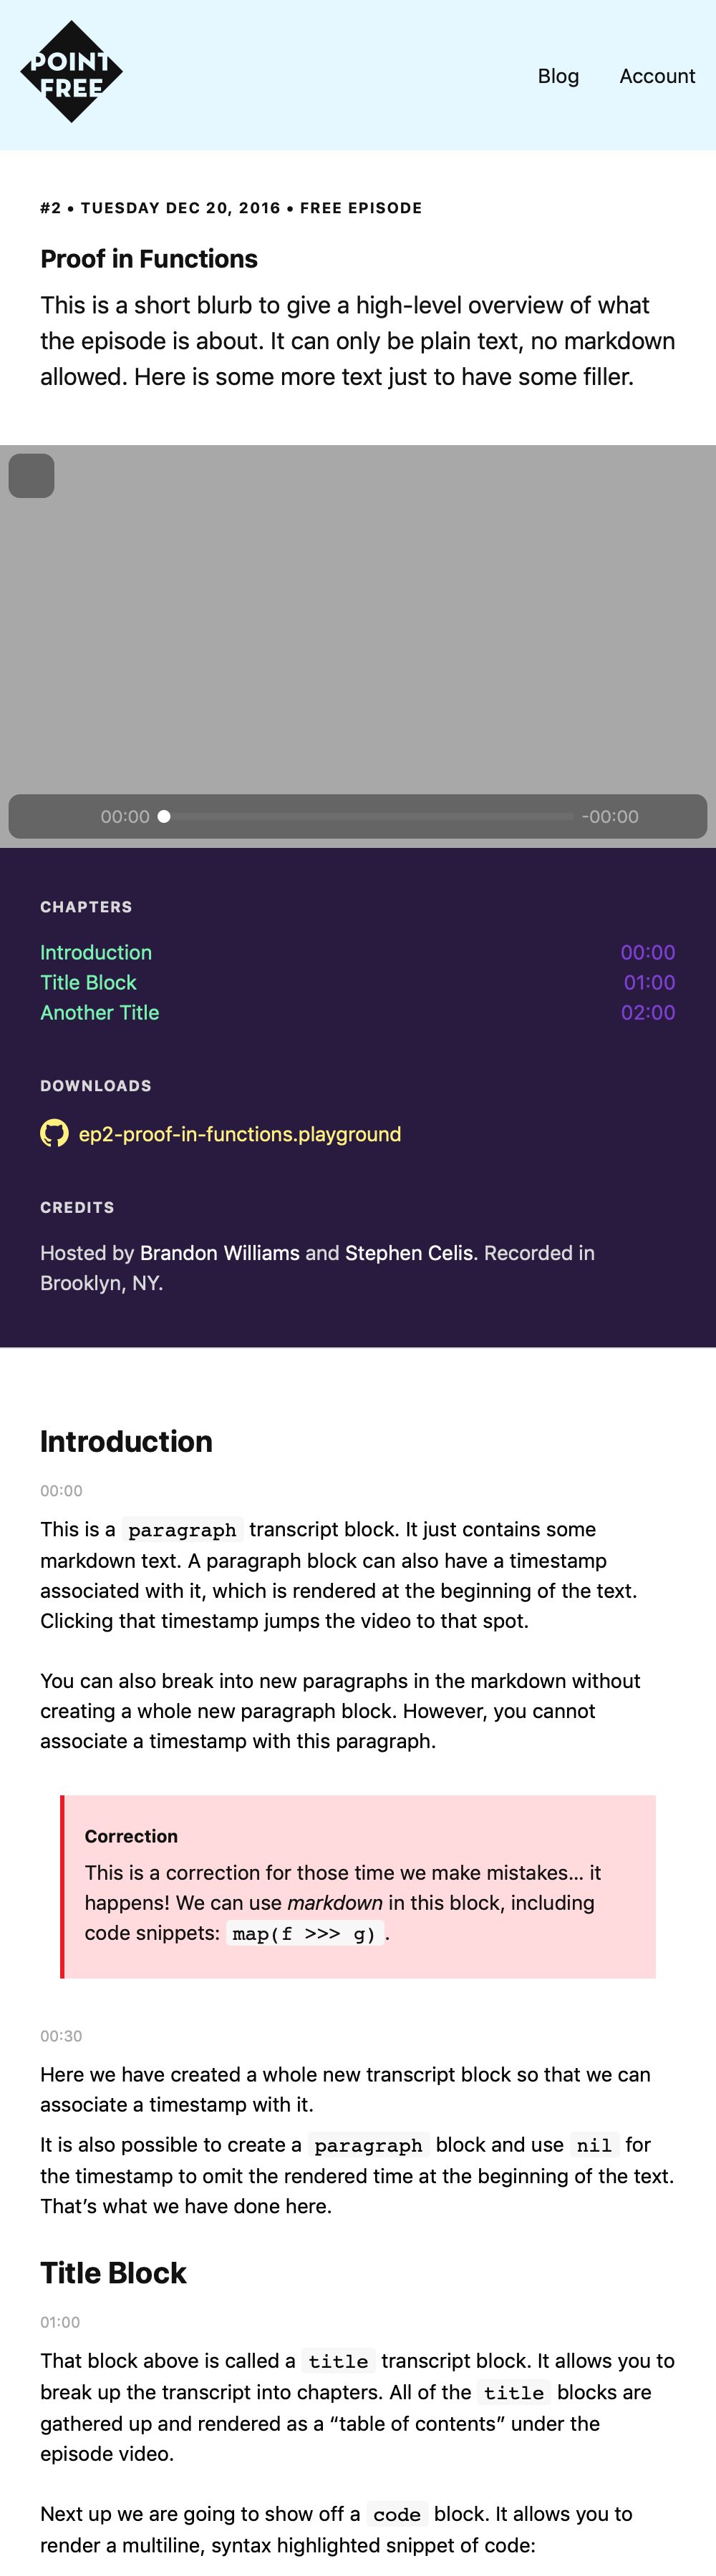 POINT
FREE
Blog Account
#2 • TUESDAY DEC 20, 2016 • FREE EPISODE
Proof in Functions
This is a short blurb to give a high-level overview of what
the episode is about. It can only be plain text, no markdown
allowed. Here is some more text just to have some filler.
00:00 -00:00
CHAPTERS
Introduction 00:00
Title Block 01:00
Another Title 02:00
DOWNLOADS
ep2-proof-in-functions.playground
CREDITS
Hosted by Brandon Williams and Stephen Celis. Recorded in
Brooklyn, NY.
Introduction
00:00
This is a paragraph transcript block. It just contains some
markdown text. A paragraph block can also have a timestamp
associated with it, which is rendered at the beginning of the text.
Clicking that timestamp jumps the video to that spot.
You can also break into new paragraphs in the markdown without
creating a whole new paragraph block. However, you cannot
associate a timestamp with this paragraph.
Correction
This is a correction for those time we make mistakes… it
happens! We can use markdown in this block, including
code snippets: map(f >>> g).
00:30
Here we have created a whole new transcript block so that we can
associate a timestamp with it.
It is also possible to create a paragraph block and use nil for
the timestamp to omit the rendered time at the beginning of the text.
That’s what we have done here.
Title Block
01:00
That block above is called a title transcript block. It allows you to
break up the transcript into chapters. All of the title blocks are
gathered up and rendered as a “table of contents” under the
episode video.
Next up we are going to show off a code block. It allows you to
render a multiline, syntax highlighted snippet of code: